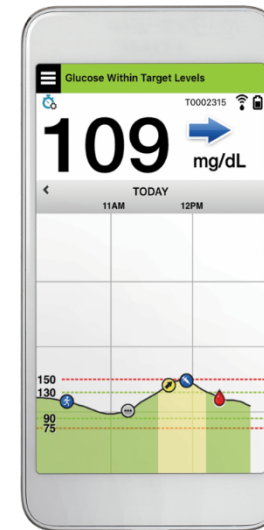 Glucose Within Target Levels
T0002315
109
mg/dL
TODAY
11AM 12PM
150
130
90
75